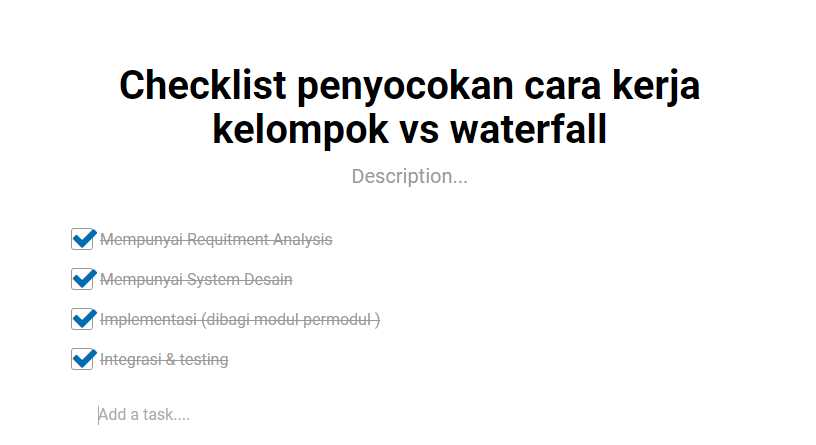 Checklist penyocokan cara kerja
kelompok vs waterfall
Description...
Mempunyai Requitment Analysis
Mempunyai System Desain
Implementasi (dibagi modul permodul )
Integrasi & testing
Add a task....